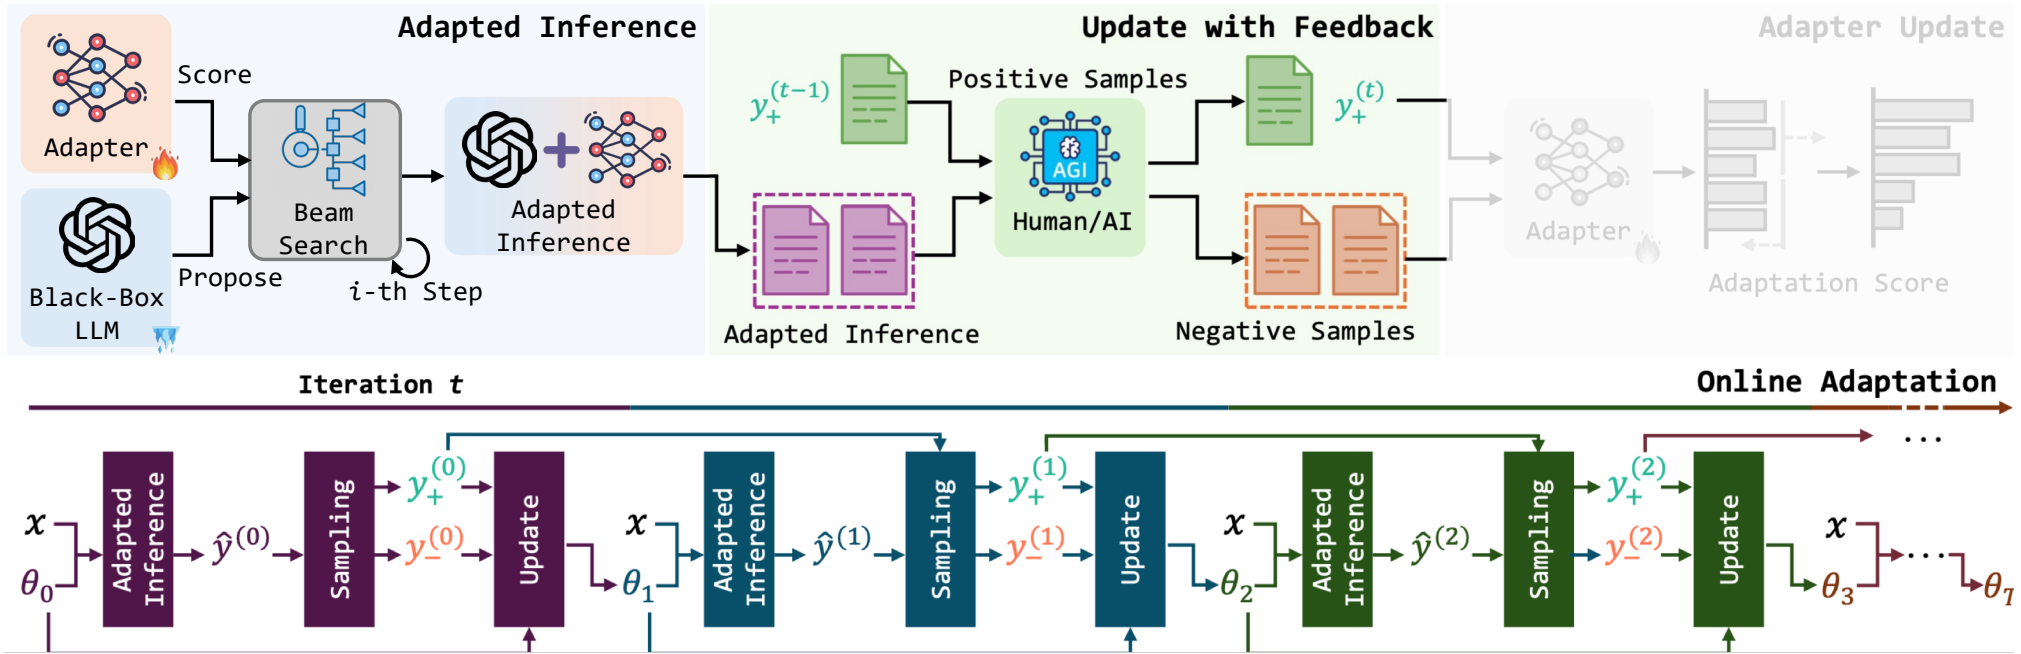 Adapted Inference
Update with Feedback
Adapter Update
Score
Adapter
Black-Box
LLM
Propose
Beam
Search
i-th Step
Adapted
Inference
y₊⁽ᵗ⁻¹⁾
Positive Samples
y₊⁽ᵗ⁾
AGI
Human/AI
Adapted Inference
Negative Samples
Adapter
Adaptation Score
Iteration t
Online Adaptation
x
θ₀
Adapted
Inference
ŷ⁽⁰⁾
Sampling
y₊⁽⁰⁾
y₋⁽⁰⁾
Update
x
θ₁
Adapted
Inference
ŷ⁽¹⁾
Sampling
y₊⁽¹⁾
y₋⁽¹⁾
Update
x
θ₂
Adapted
Inference
ŷ⁽²⁾
Sampling
y₊⁽²⁾
y₋⁽²⁾
Update
...
x
θ₃
...
θ_T